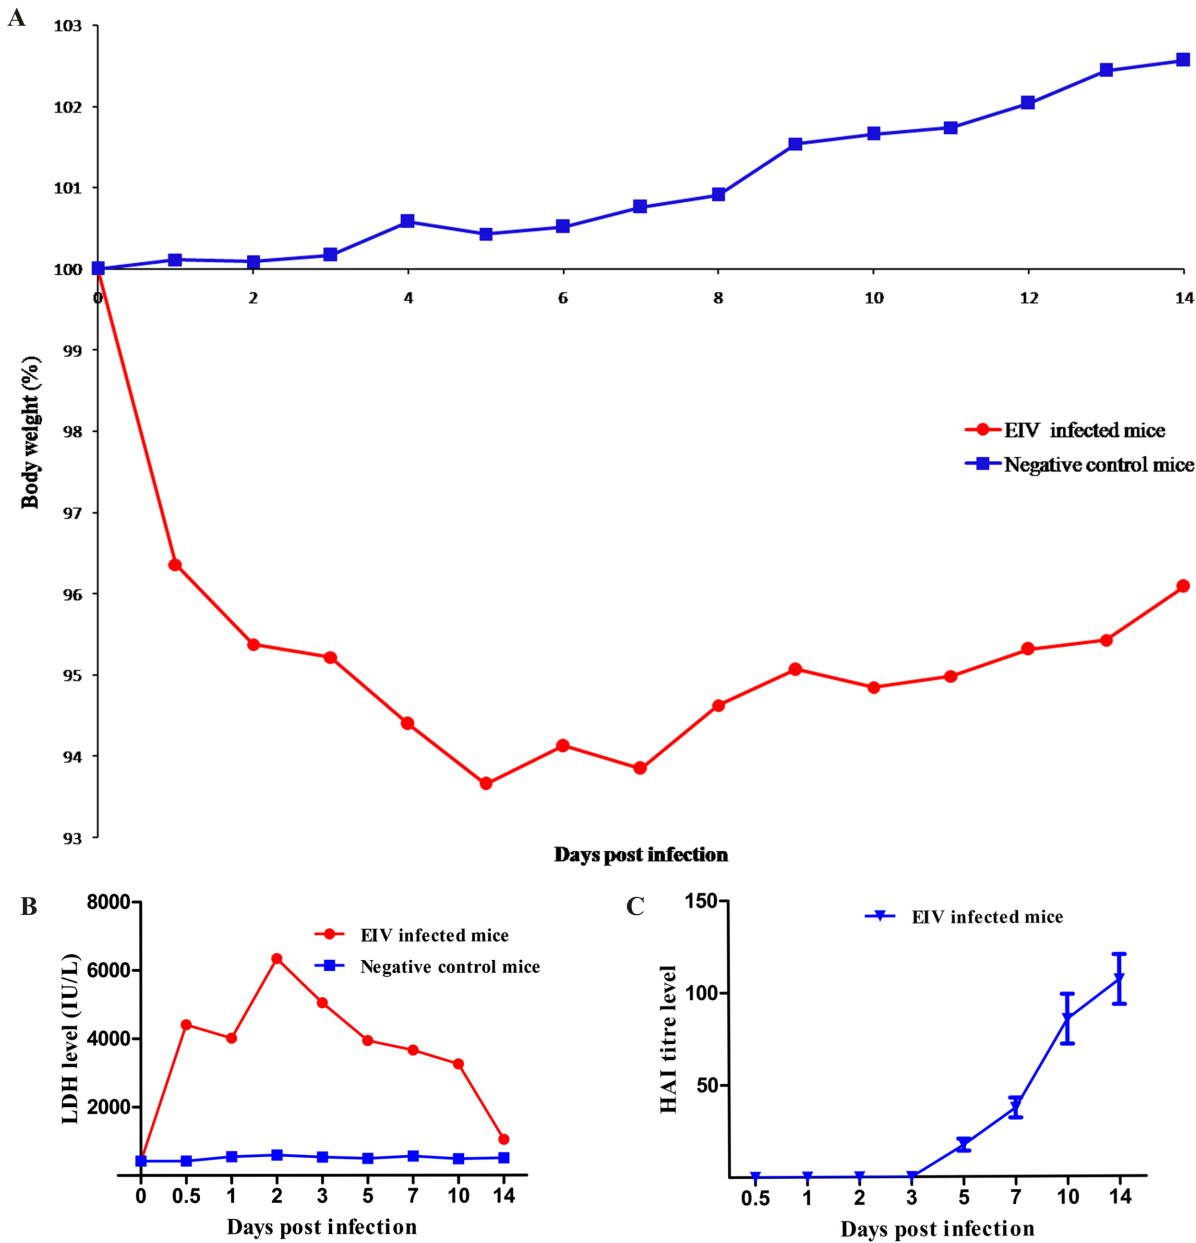 A
103
102
101
100
0 2 4 6 8 10 12 14
99
98
97
96
95
94
93
Body weight (%)
EIV infected mice
Negative control mice
Days post infection
B
8000
6000
4000
2000
LDH level (IU/L)
EIV infected mice
Negative control mice
0 0.5 1 2 3 5 7 10 14
Days post infection
C
150
100
50
HAI titre level
EIV infected mice
0.5 1 2 3 5 7 10 14
Days post infection